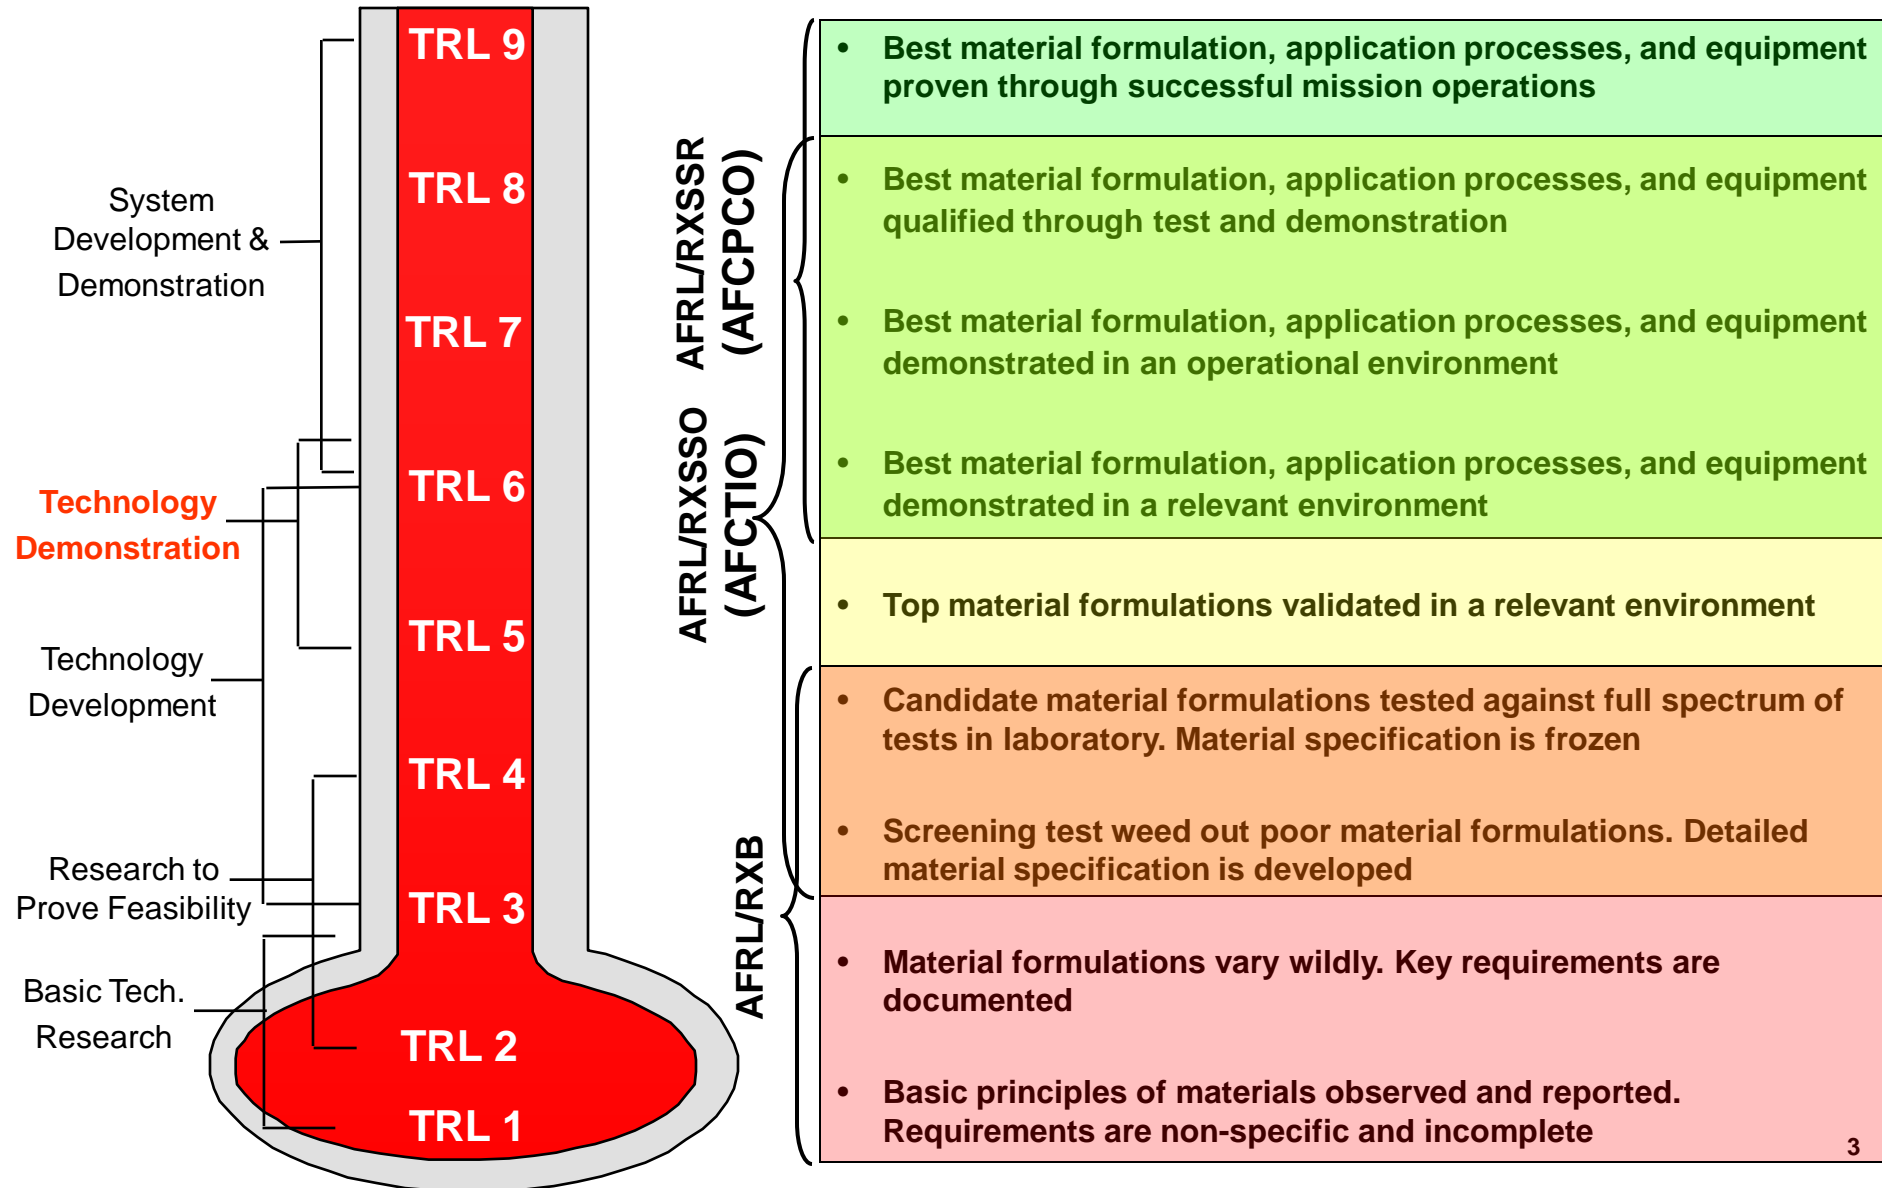 TRL 9
TRL 8
TRL 7
TRL 6
TRL 5
TRL 4
TRL 3
TRL 2
TRL 1
System
Development &
Demonstration
Technology
Demonstration
Technology
Development
Research to
Prove Feasibility
Basic Tech.
Research
AFRL/RXSSR
(AFCPCO)
AFRL/RXSSO
(AFCTIO)
AFRL/RXB
• Best material formulation, application processes, and equipment
proven through successful mission operations
• Best material formulation, application processes, and equipment
qualified through test and demonstration
• Best material formulation, application processes, and equipment
demonstrated in an operational environment
• Best material formulation, application processes, and equipment
demonstrated in a relevant environment
• Top material formulations validated in a relevant environment
• Candidate material formulations tested against full spectrum of
tests in laboratory. Material specification is frozen
• Screening test weed out poor material formulations. Detailed
material specification is developed
• Material formulations vary wildly. Key requirements are
documented
• Basic principles of materials observed and reported.
Requirements are non-specific and incomplete
3